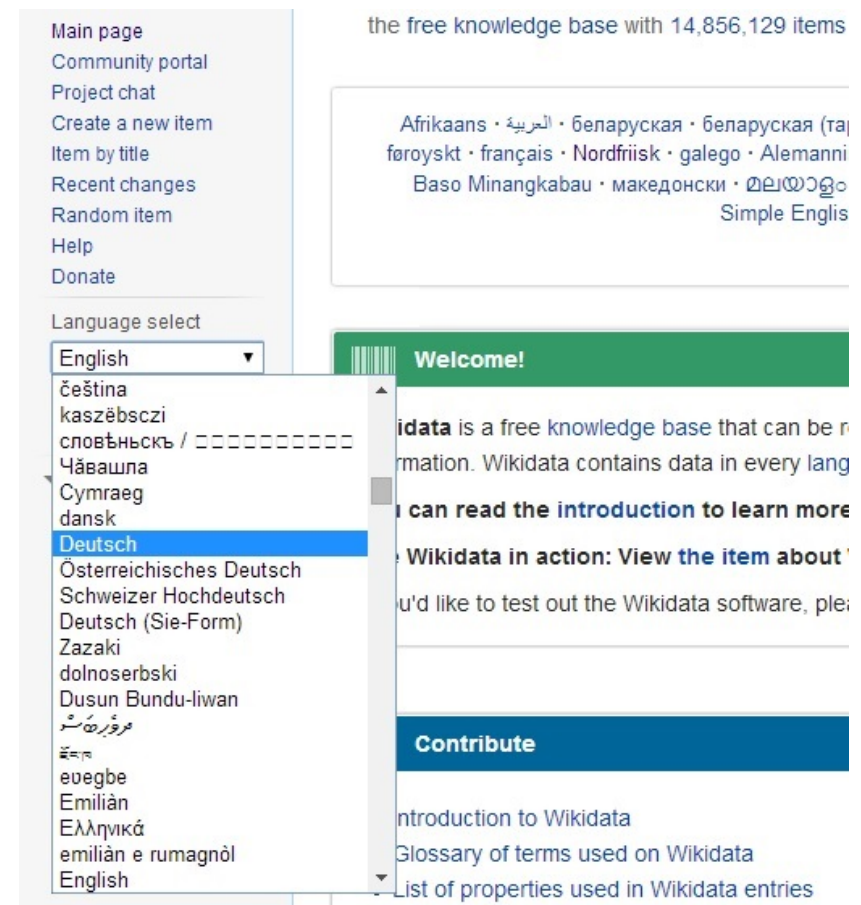 Main page
Community portal
Project chat
Create a new item
Item by title
Recent changes
Random item
Help
Donate
Language select
English
čeština
kaszëbsczi
словѣньскъ /
Чӑвашла
Cymraeg
dansk
Deutsch
Österreichisches Deutsch
Schweizer Hochdeutsch
Deutsch (Sie-Form)
Zazaki
dolnoserbski
Dusun Bundu-liwan
ދިވެހިބަސް
eʋegbe
Emiliàn
Ελληνικά
emiliàn e rumagnòl
English
the free knowledge base with 14,856,129 items
Afrikaans · العربية · беларуская · беларуская (та
føroyskt · français · Nordfriisk · galego · Alemanni
Baso Minangkabau · македонски · മലയാളം
Simple Englis
Welcome!
idata is a free knowledge base that can be r
rmation. Wikidata contains data in every lang
can read the introduction to learn more
Wikidata in action: View the item about
u'd like to test out the Wikidata software, plea
Contribute
ntroduction to Wikidata
Glossary of terms used on Wikidata
List of properties used in Wikidata entries